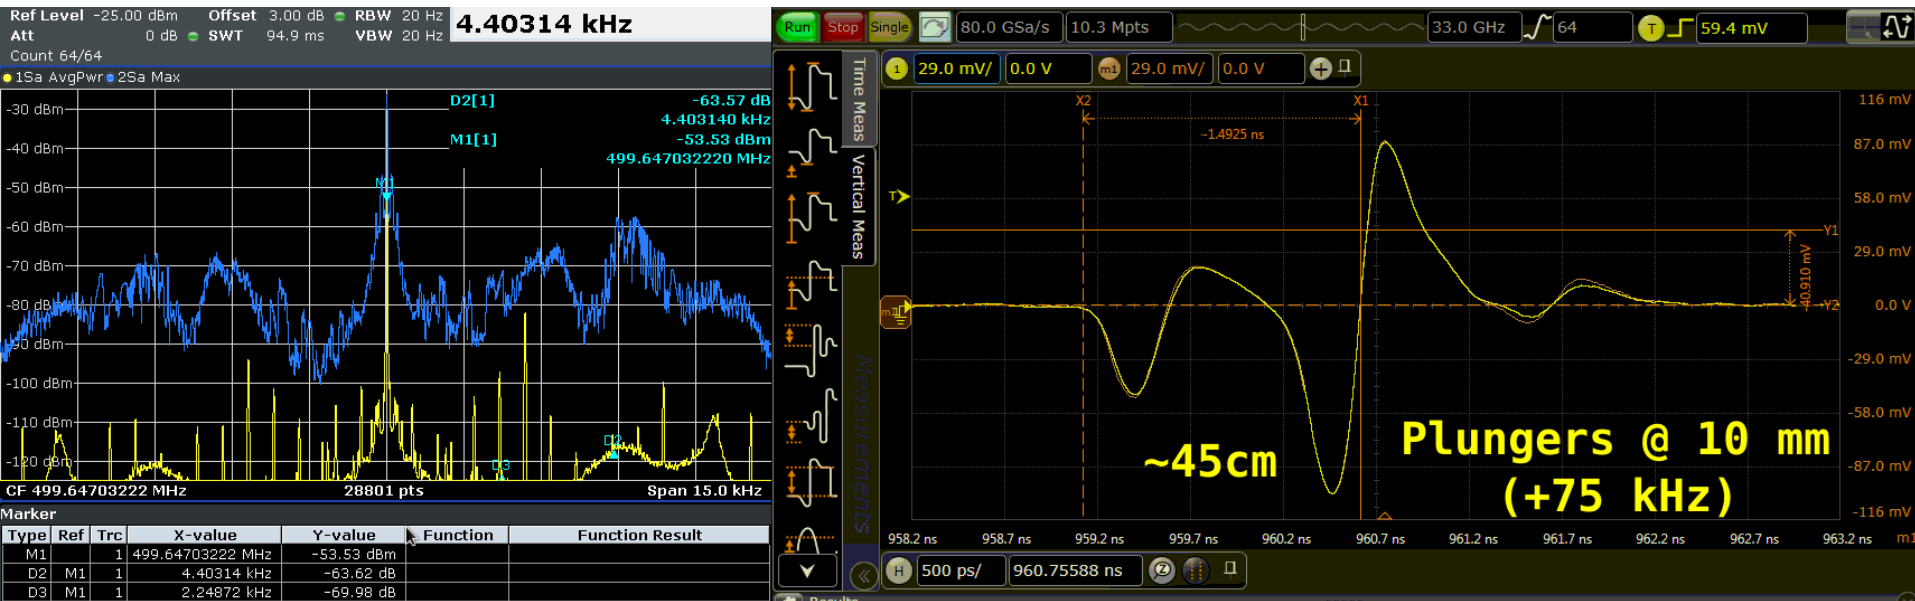 Ref Level -25.00 dBm Offset 3.00 dB RBW 20 Hz
Att 0 dB SWT 94.9 ms VBW 20 Hz
4.40314 kHz
Count 64/64
1Sa AvgPwr 2Sa Max
D2[1] -63.57 dB
4.403140 kHz
M1[1] -53.53 dBm
499.647032220 MHz
-30 dBm
-40 dBm
-50 dBm
M1
-60 dBm
-70 dBm
-80 dBm
-90 dBm
-100 dBm
-110 dBm
D2
-120 dBm
D3
CF 499.64703222 MHz 28801 pts Span 15.0 kHz
Marker
Type Ref Trc X-value Y-value Function Function Result
M1 1 499.64703222 MHz -53.53 dBm
D2 M1 1 4.40314 kHz -63.62 dB
D3 M1 1 2.24872 kHz -69.98 dB
Run Stop Single 80.0 GSa/s 10.3 Mpts 33.0 GHz 64 T 59.4 mV
1 29.0 mV/ 0.0 V m1 29.0 mV/ 0.0 V
Time Meas
Vertical Meas
Measurements
X2 X1
-1.4925 ns
116 mV
87.0 mV
T
58.0 mV
Y1
29.0 mV
40.910 mV
m1
Y2
0.0 V
-29.0 mV
-58.0 mV
-87.0 mV
-116 mV
~45cm
Plungers @ 10 mm
(+75 kHz)
958.2 ns 958.7 ns 959.2 ns 959.7 ns 960.2 ns 960.7 ns 961.2 ns 961.7 ns 962.2 ns 962.7 ns 963.2 ns m1
H 500 ps/ 960.75588 ns Z
Results